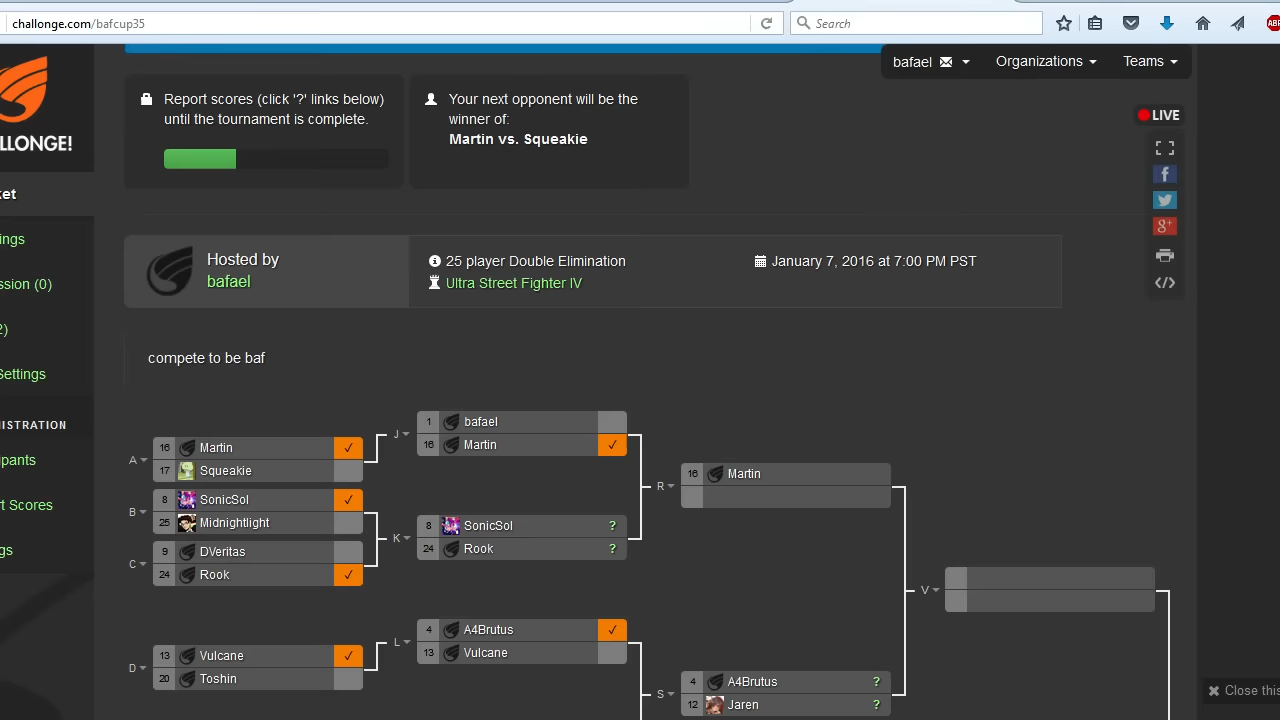 challonge.com/bafcup35
Search
ABP
LLONGE!
bafael
Organizations
Teams
Report scores (click '?' links below)
until the tournament is complete.
Your next opponent will be the
winner of:
Martin vs. Squeakie
LIVE
ket
ings
ssion (0)
2)
Settings
NISTRATION
ipants
rt Scores
gs
Hosted by
bafael
25 player Double Elimination
Ultra Street Fighter IV
January 7, 2016 at 7:00 PM PST
g+
compete to be baf
A
16 Martin ✓
17 Squeakie
B
8 SonicSol ✓
25 Midnightlight
C
9 DVeritas
24 Rook ✓
D
13 Vulcane ✓
20 Toshin
J
1 bafael
16 Martin ✓
K
8 SonicSol ?
24 Rook ?
L
4 A4Brutus ✓
13 Vulcane
R
16 Martin
S
4 A4Brutus ?
12 Jaren ?
V
Close this